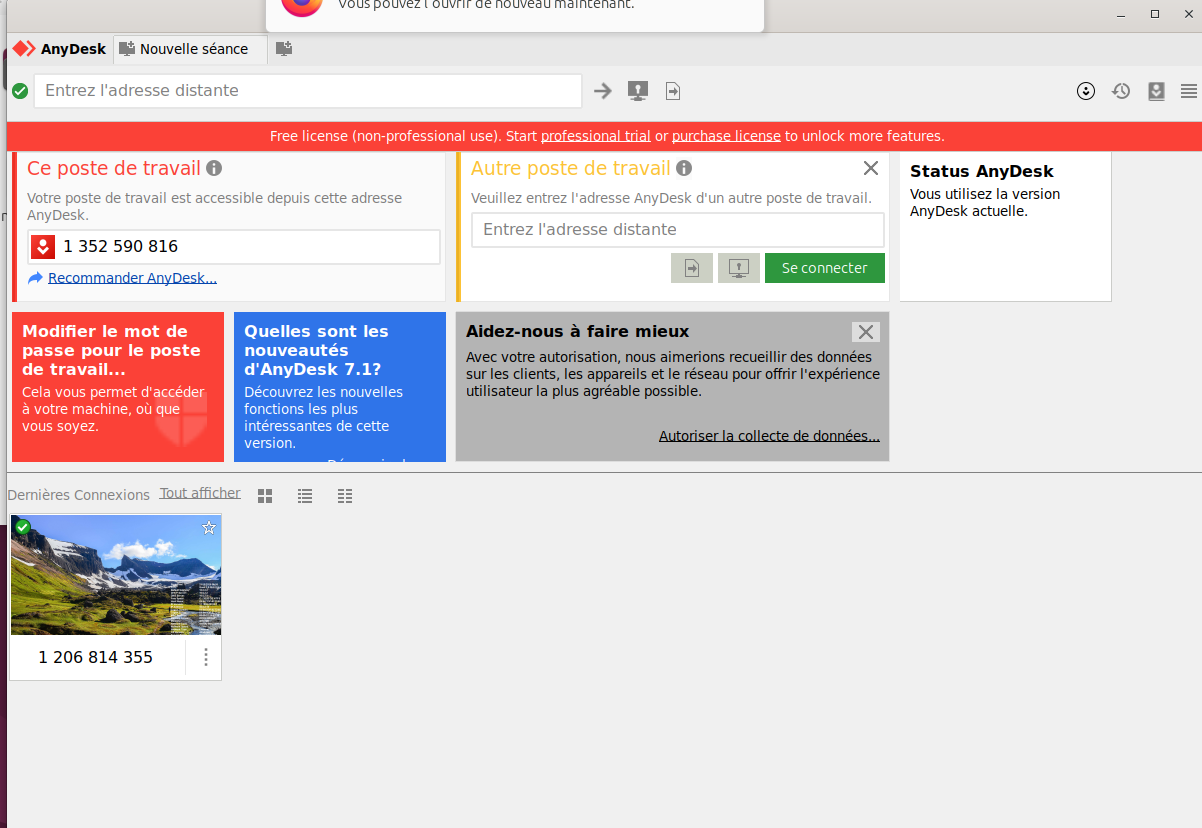 Vous pouvez l'ouvrir de nouveau maintenant.
AnyDesk
Nouvelle séance
Entrez l'adresse distante
Free license (non-professional use). Start professional trial or purchase license to unlock more features.
Ce poste de travail
Votre poste de travail est accessible depuis cette adresse
AnyDesk.
1 352 590 816
Recommander AnyDesk...
Autre poste de travail
Veuillez entrez l'adresse AnyDesk d'un autre poste de travail.
Entrez l'adresse distante
Se connecter
Status AnyDesk
Vous utilisez la version
AnyDesk actuelle.
Modifier le mot de
passe pour le poste
de travail...
Cela vous permet d'accéder
à votre machine, où que
vous soyez.
Quelles sont les
nouveautés
d'AnyDesk 7.1?
Découvrez les nouvelles
fonctions les plus
intéressantes de cette
version.
Aidez-nous à faire mieux
Avec votre autorisation, nous aimerions recueillir des données
sur les clients, les appareils et le réseau pour offrir l'expérience
utilisateur la plus agréable possible.
Autoriser la collecte de données...
Dernières Connexions
Tout afficher
1 206 814 355